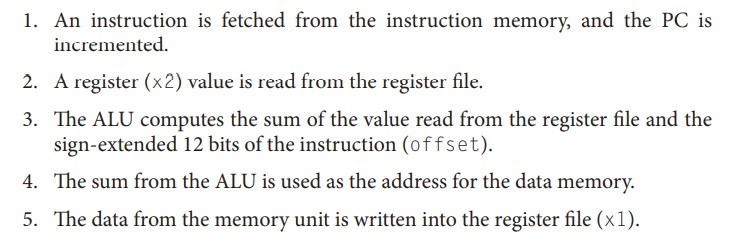 1. An instruction is fetched from the instruction memory, and the PC is
incremented.
2. A register (x2) value is read from the register file.
3. The ALU computes the sum of the value read from the register file and the
sign-extended 12 bits of the instruction (offset).
4. The sum from the ALU is used as the address for the data memory.
5. The data from the memory unit is written into the register file (x1).